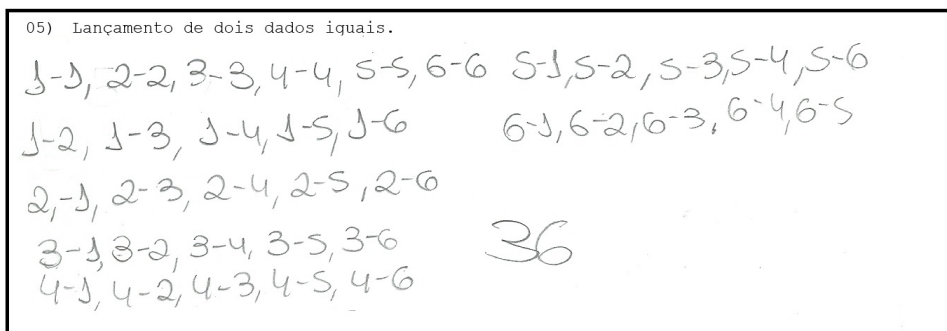 05) Lançamento de dois dados iguais.
1-1, 2-2, 3-3, 4-4, 5-5, 6-6
1-2, 1-3, 1-4, 1-5, 1-6
2,-1, 2-3, 2-4, 2-5, 2-6
3-1, 3-2, 3-4, 3-5, 3-6
4-1, 4-2, 4-3, 4-5, 4-6
5-1, 5-2, 5-3, 5-4, 5-6
6-1, 6-2, 6-3, 6-4, 6-5
36